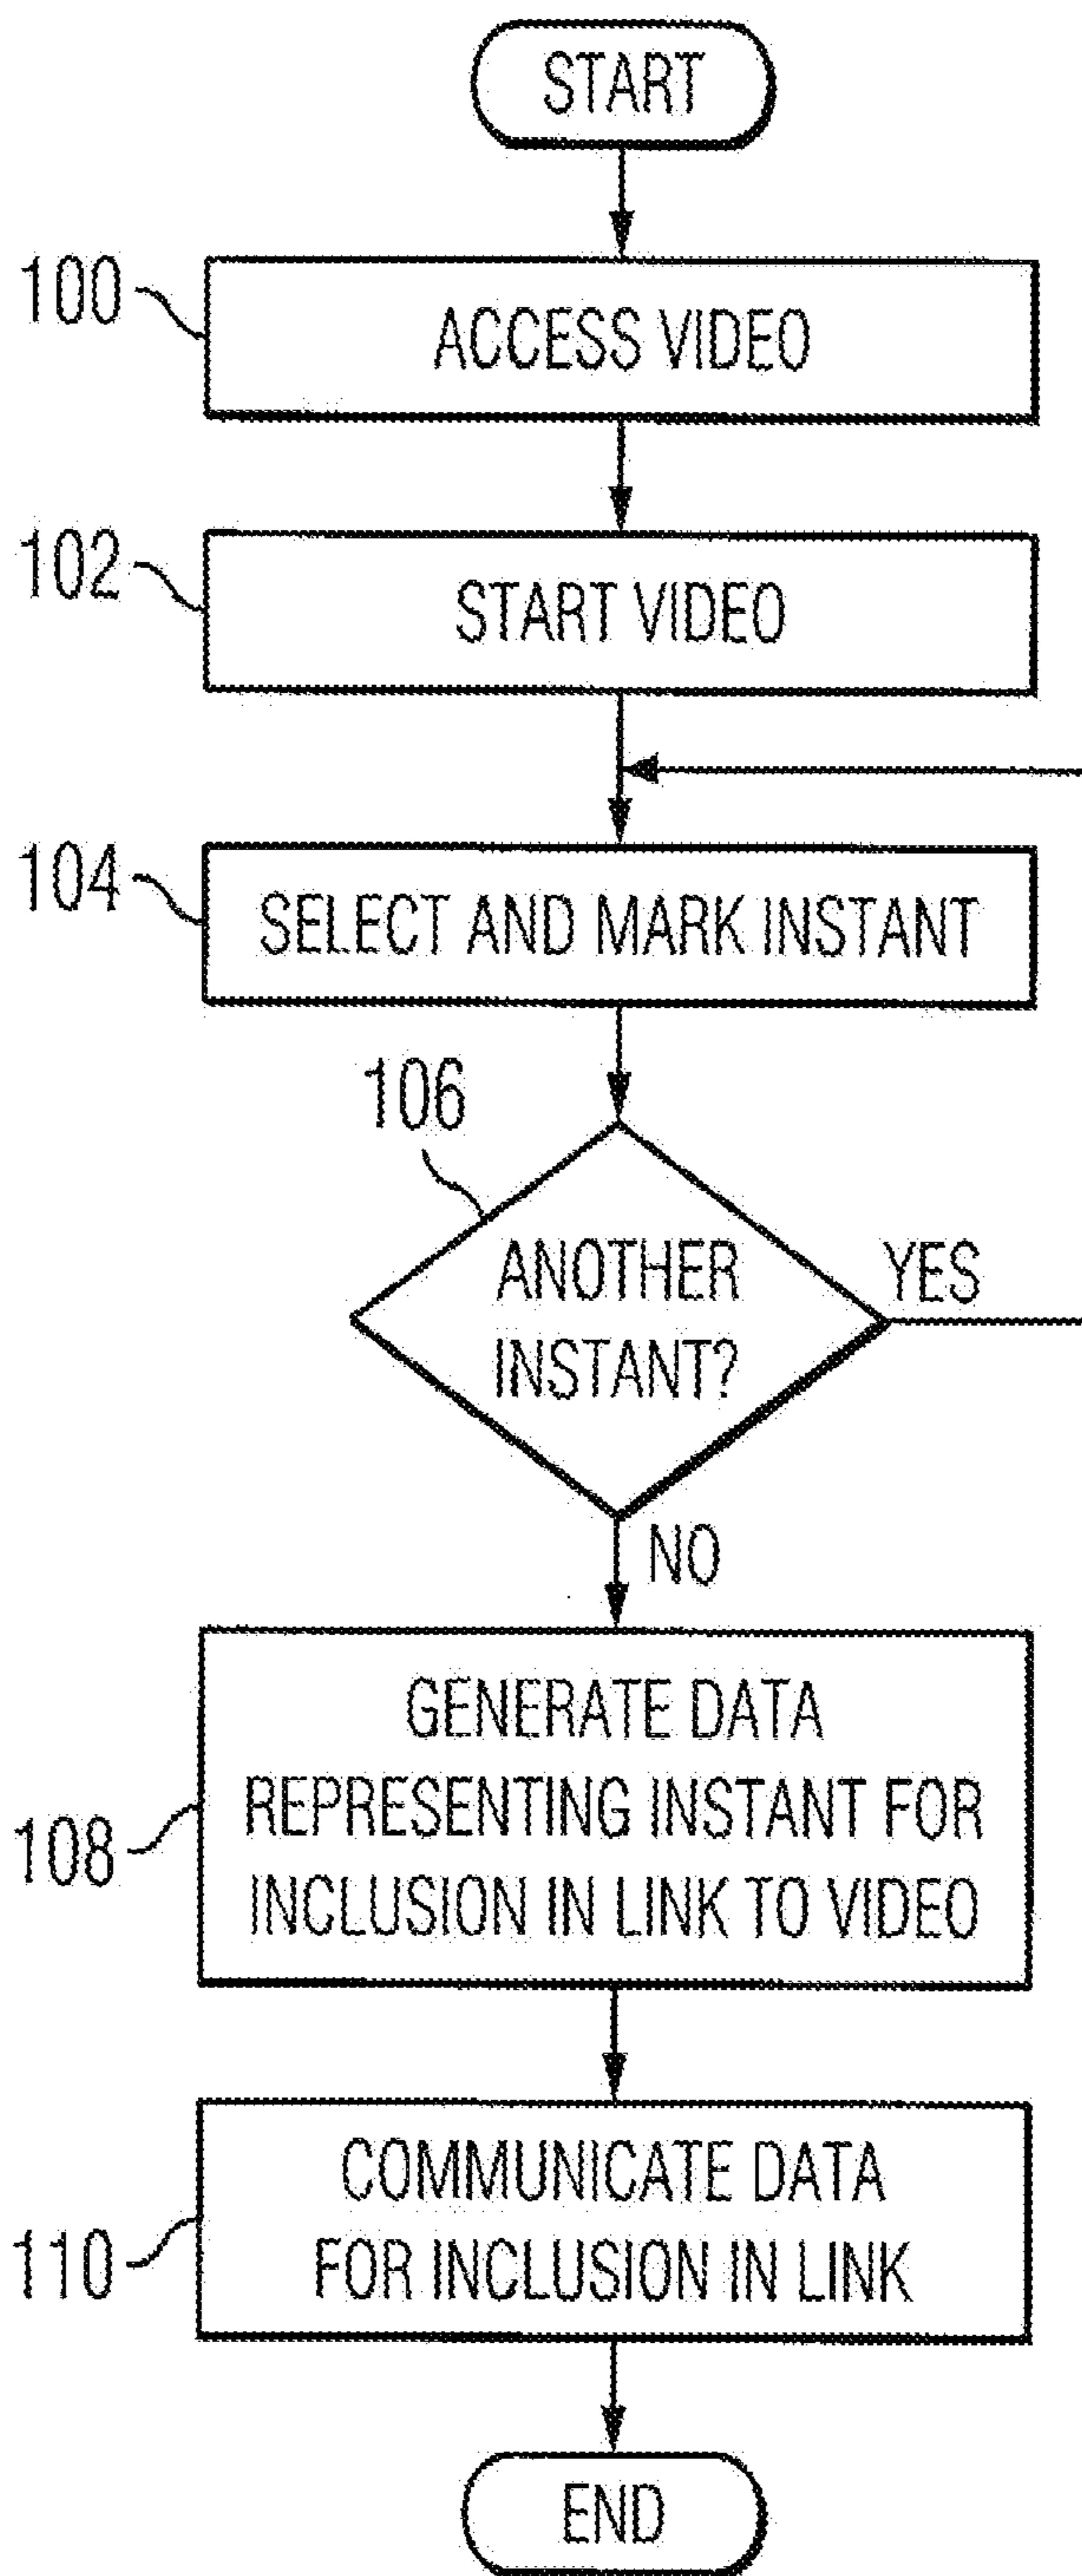 START
100
ACCESS VIDEO
102
START VIDEO
104
SELECT AND MARK INSTANT
106
ANOTHER
INSTANT?
YES
NO
108
GENERATE DATA
REPRESENTING INSTANT FOR
INCLUSION IN LINK TO VIDEO
110
COMMUNICATE DATA
FOR INCLUSION IN LINK
END